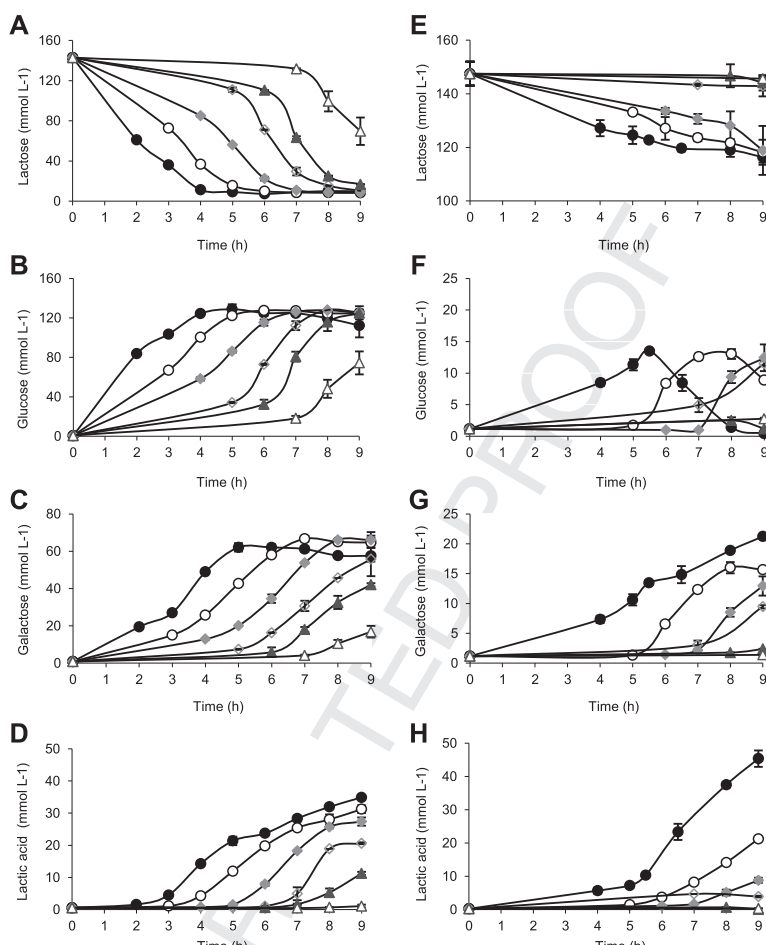 A
Lactose (mmol L-1)
160
120
80
40
0
0 1 2 3 4 5 6 7 8 9
Time (h)
E
Lactose (mmol L-1)
160
140
120
100
0 1 2 3 4 5 6 7 8 9
Time (h)
B
Glucose (mmol L-1)
160
120
80
40
0
0 1 2 3 4 5 6 7 8 9
Time (h)
F
Glucose (mmol L-1)
25
20
15
10
5
0
0 1 2 3 4 5 6 7 8 9
Time (h)
C
Galactose (mmol L-1)
80
60
40
20
0
0 1 2 3 4 5 6 7 8 9
Time (h)
G
Galactose (mmol L-1)
25
20
15
10
5
0
0 1 2 3 4 5 6 7 8 9
Time (h)
D
Lactic acid (mmol L-1)
50
40
30
20
10
0
0 1 2 3 4 5 6 7 8 9
Time (h)
H
Lactic acid (mmol L-1)
50
40
30
20
10
0
0 1 2 3 4 5 6 7 8 9
Time (h)
TED PROOF